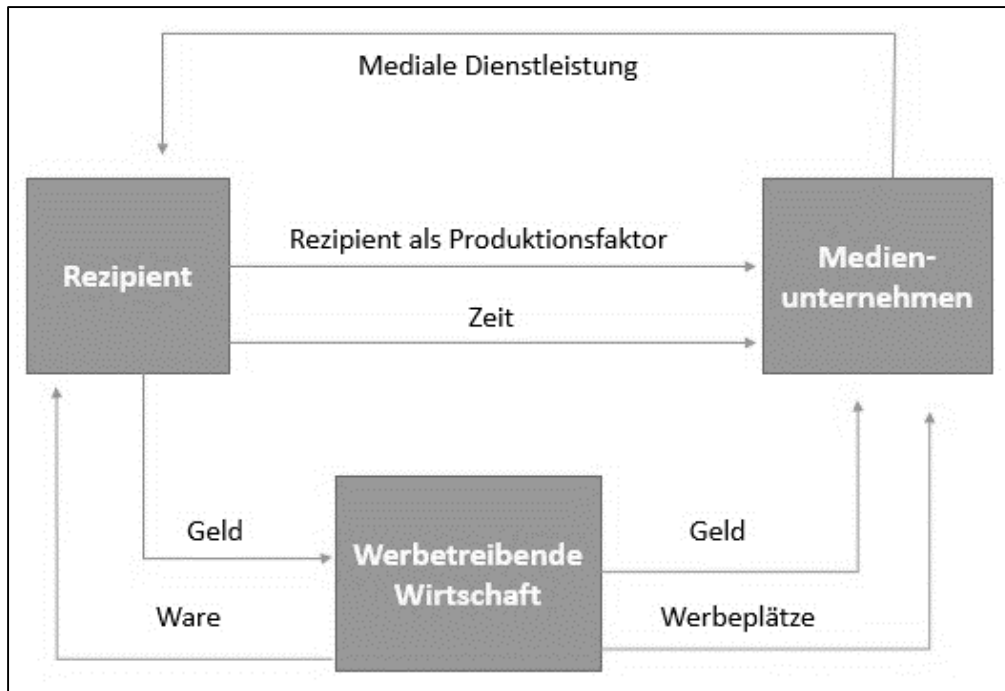 Mediale Dienstleistung
Rezipient
Rezipient als Produktionsfaktor
Zeit
Medien-
unternehmen
Geld
Ware
Werbetreibende
Wirtschaft
Geld
Werbeplätze